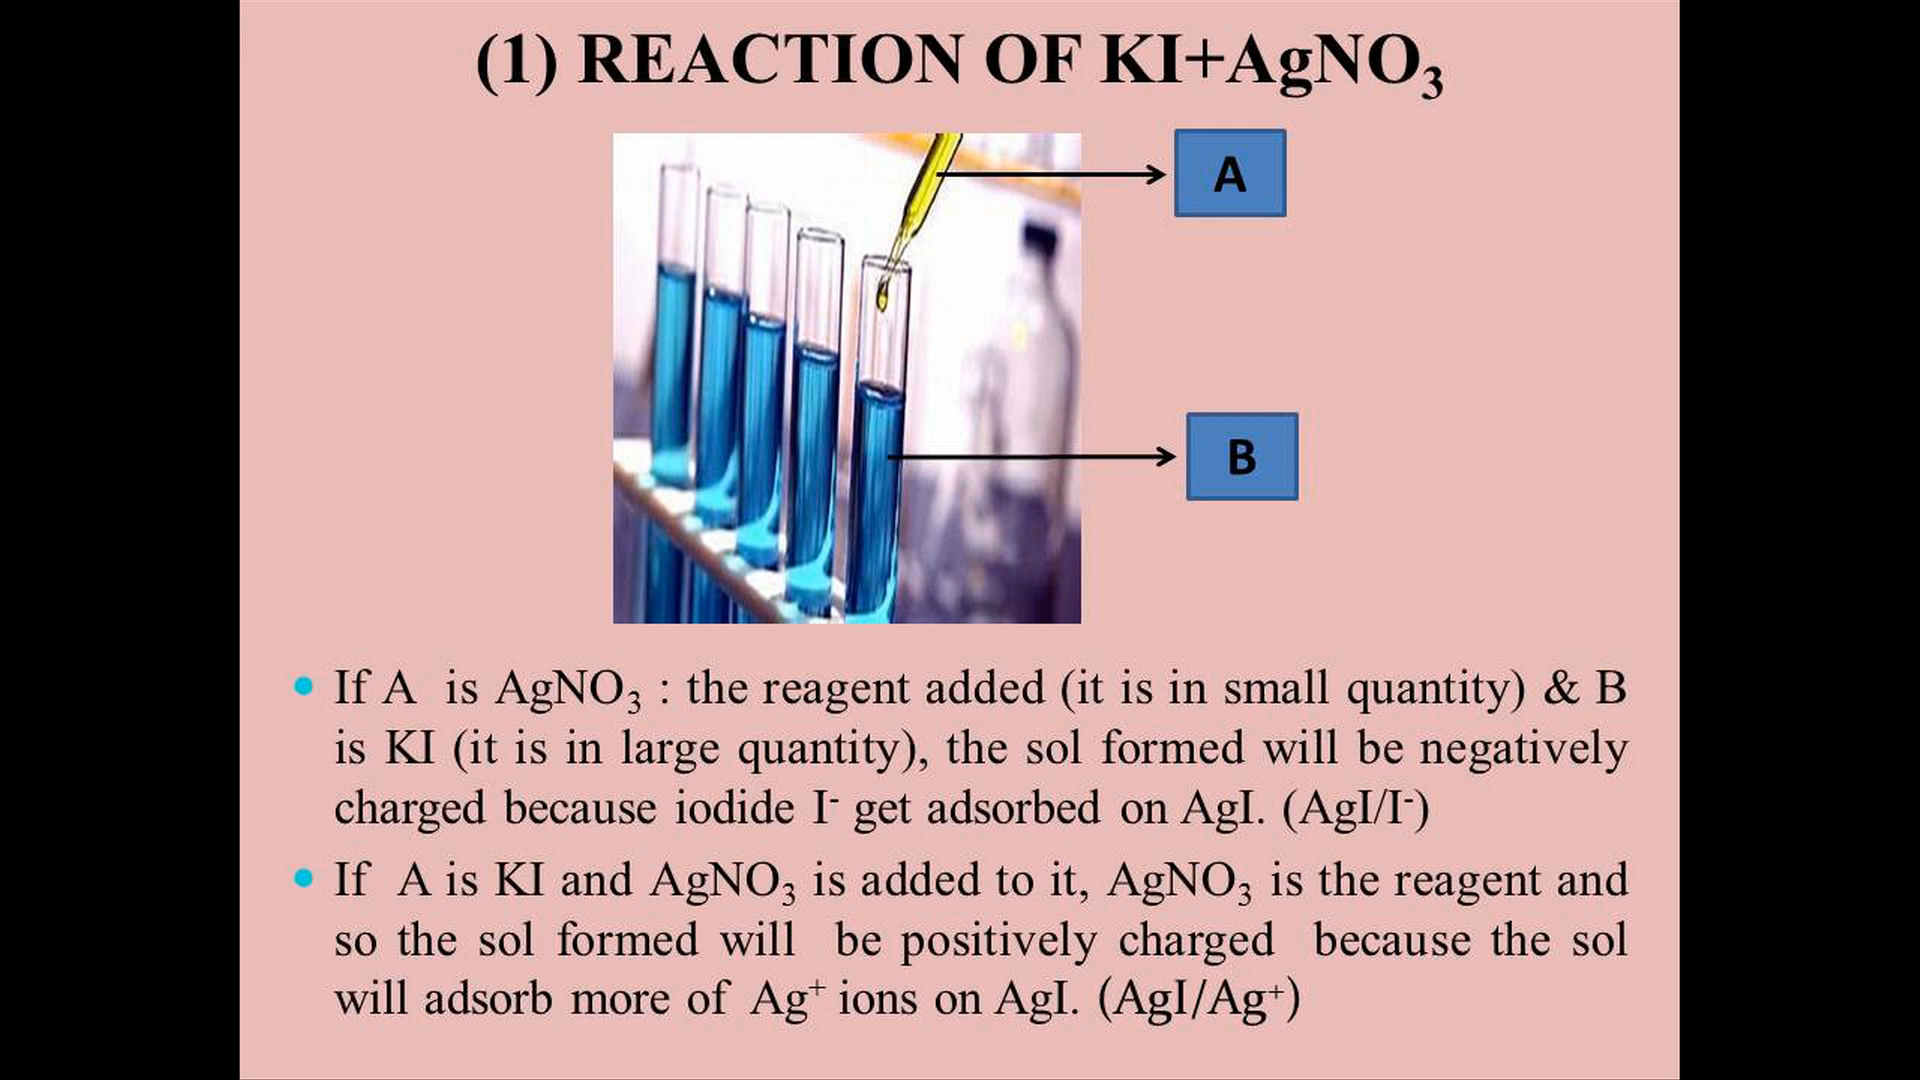 (1) REACTION OF KI+AgNO₃
A
B
• If A is AgNO₃ : the reagent added (it is in small quantity) & B
is KI (it is in large quantity), the sol formed will be negatively
charged because iodide I⁻ get adsorbed on AgI. (AgI/I⁻)
• If A is KI and AgNO₃ is added to it, AgNO₃ is the reagent and
so the sol formed will be positively charged because the sol
will adsorb more of Ag⁺ ions on AgI. (AgI/Ag⁺)